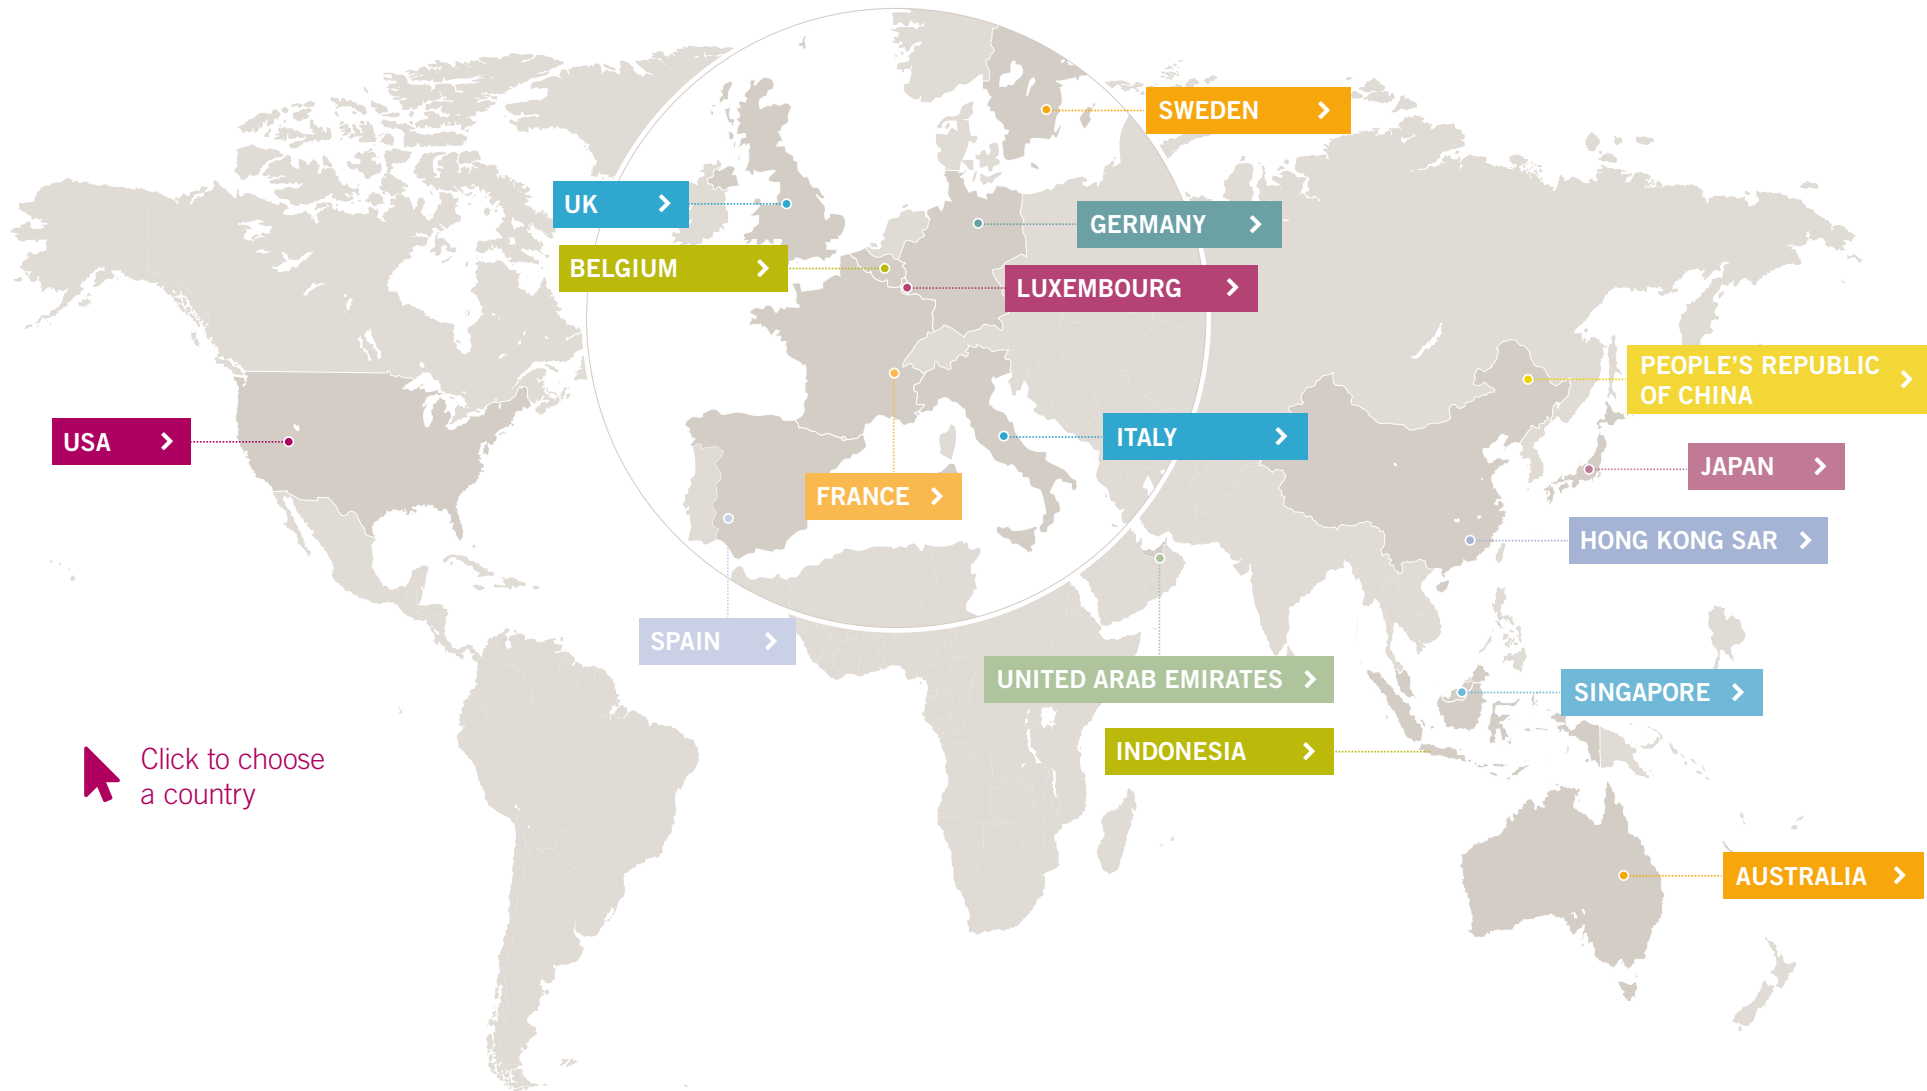 SWEDEN
UK
GERMANY
BELGIUM
LUXEMBOURG
PEOPLE'S REPUBLIC
OF CHINA
USA
ITALY
JAPAN
FRANCE
HONG KONG SAR
SPAIN
UNITED ARAB EMIRATES
SINGAPORE
INDONESIA
Click to choose
a country
AUSTRALIA